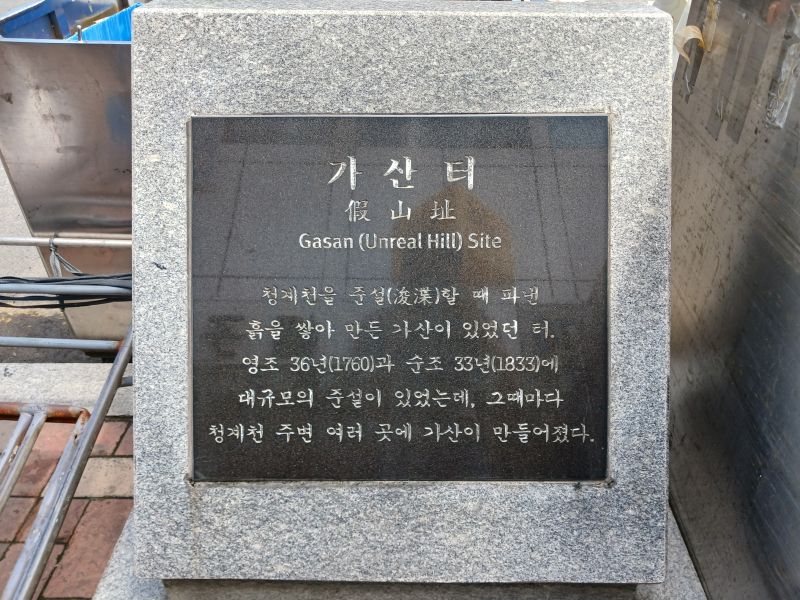 가산터
假山址
Gasan (Unreal Hill) Site
청계천을 준설(浚渫)할 때 파낸
흙을 쌓아 만든 가산이 있었던 터.
영조 36년(1760)과 순조 33년(1833)에
대규모의 준설이 있었는데, 그때마다
청계천 주변 여러 곳에 가산이 만들어졌다.